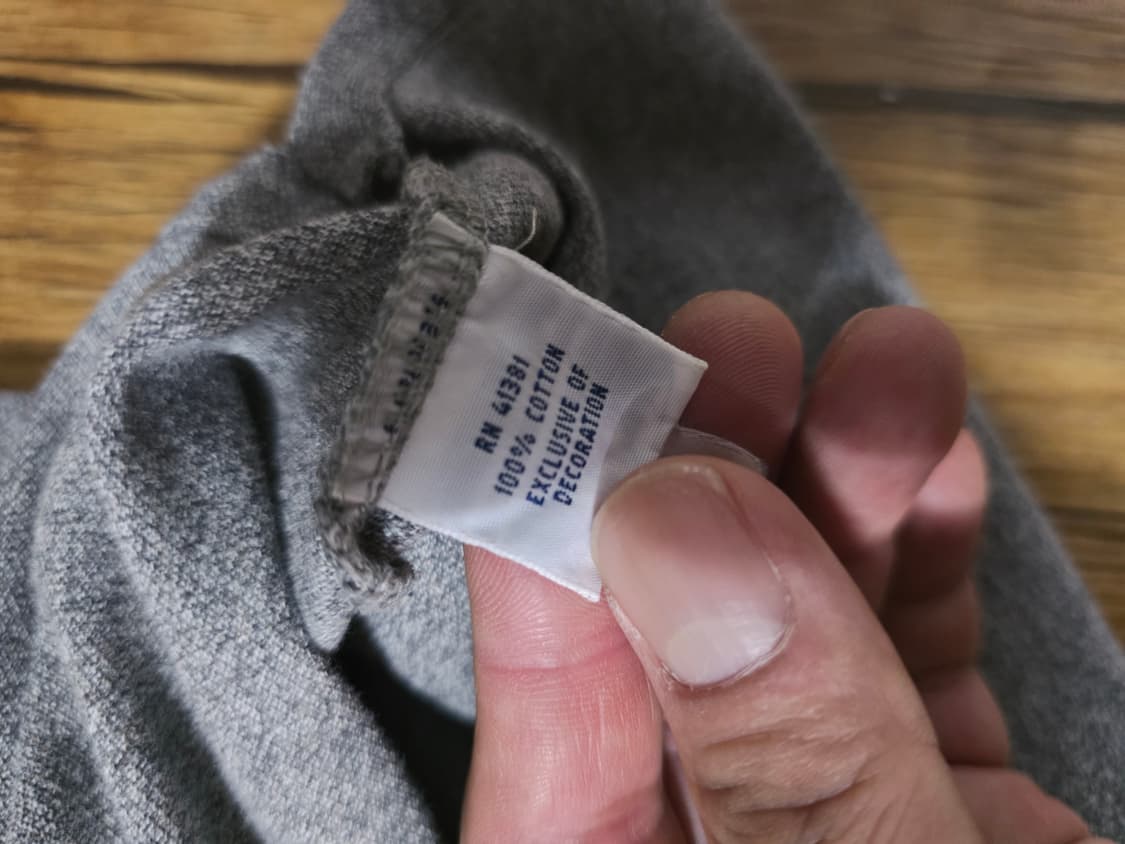 RN 41381
100% COTTON
EXCLUSIVE OF
DECORATION